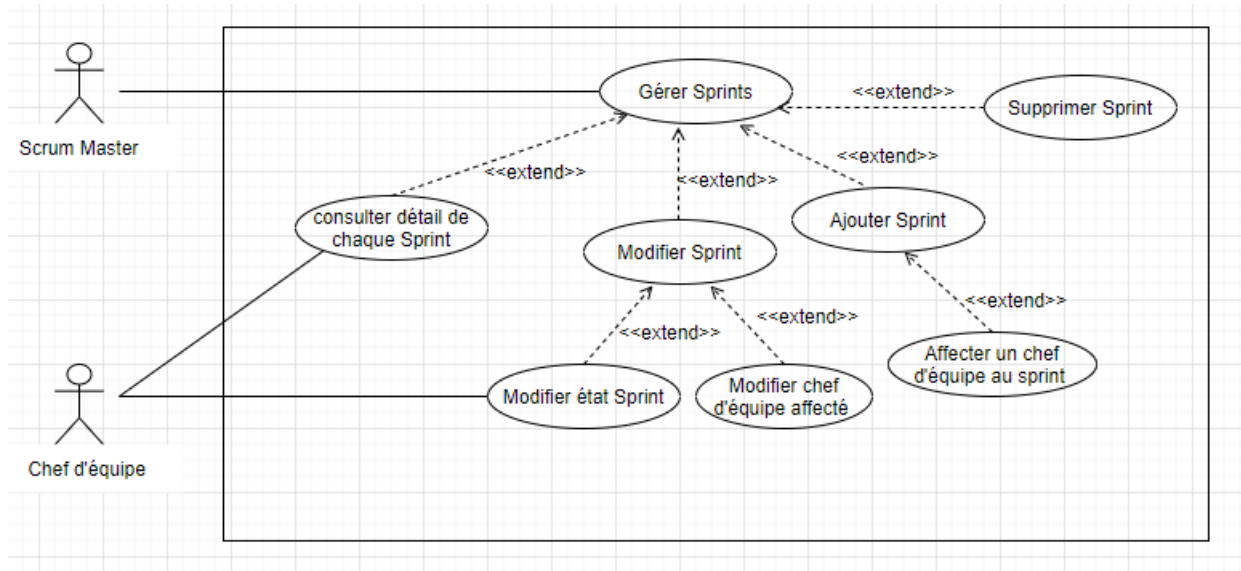 Gérer Sprints
<<extend>>
Supprimer Sprint
Scrum Master
<<extend>>
<<extend>>
<<extend>>
consulter détail de
chaque Sprint
Ajouter Sprint
Modifier Sprint
<<extend>>
<<extend>>
<<extend>>
Affecter un chef
d'équipe au sprint
Modifier état Sprint
Modifier chef
d'équipe affecté
Chef d'équipe